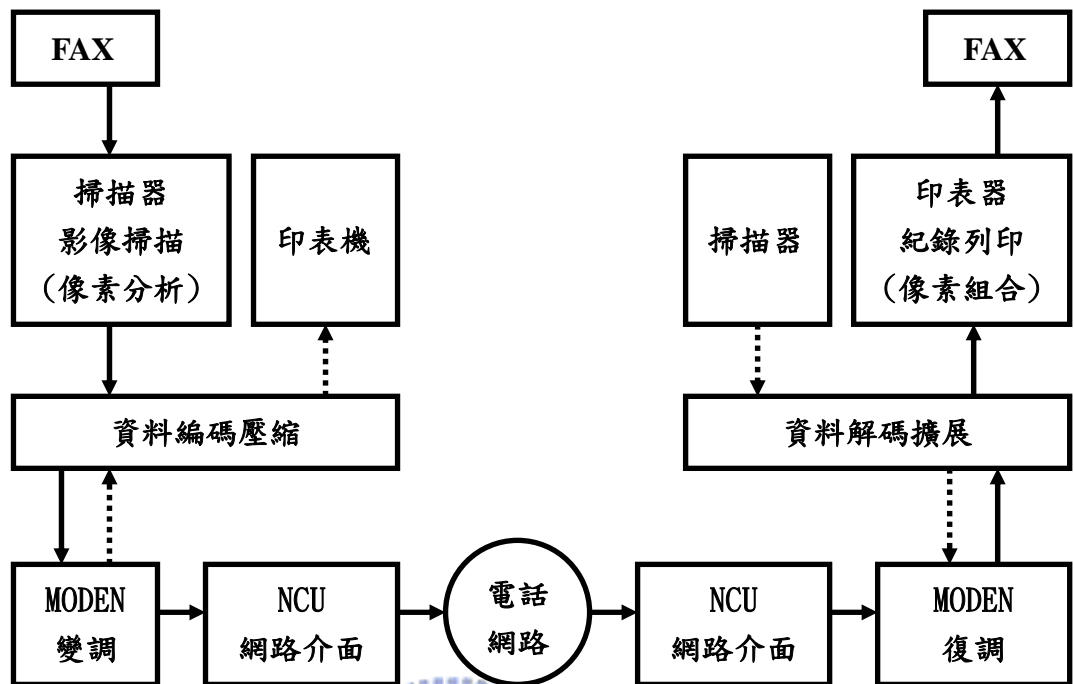 FAX
FAX
掃描器
影像掃描
(像素分析)
印表機
掃描器
印表器
紀錄列印
(像素組合)
資料編碼壓縮
資料解碼擴展
MODEN
變調
NCU
網路介面
電話
網路
NCU
網路介面
MODEN
復調